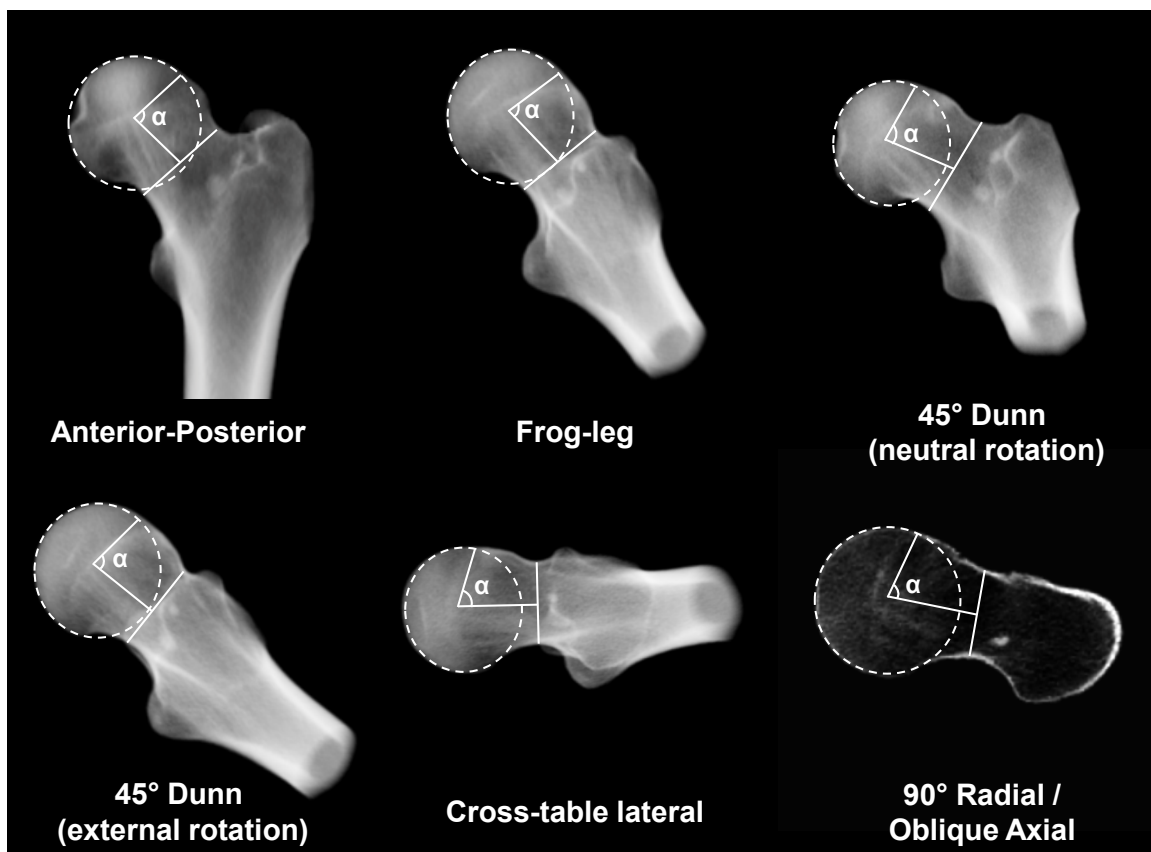 α
α
α
Anterior-Posterior
Frog-leg
45° Dunn
(neutral rotation)
α
α
α
45° Dunn
(external rotation)
Cross-table lateral
90° Radial /
Oblique Axial